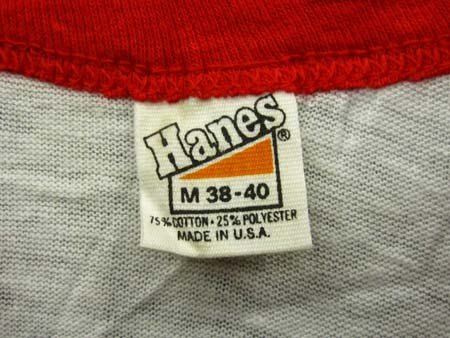 Hanes®
M 38-40
75% COTTON • 25% POLYESTER
MADE IN U.S.A.